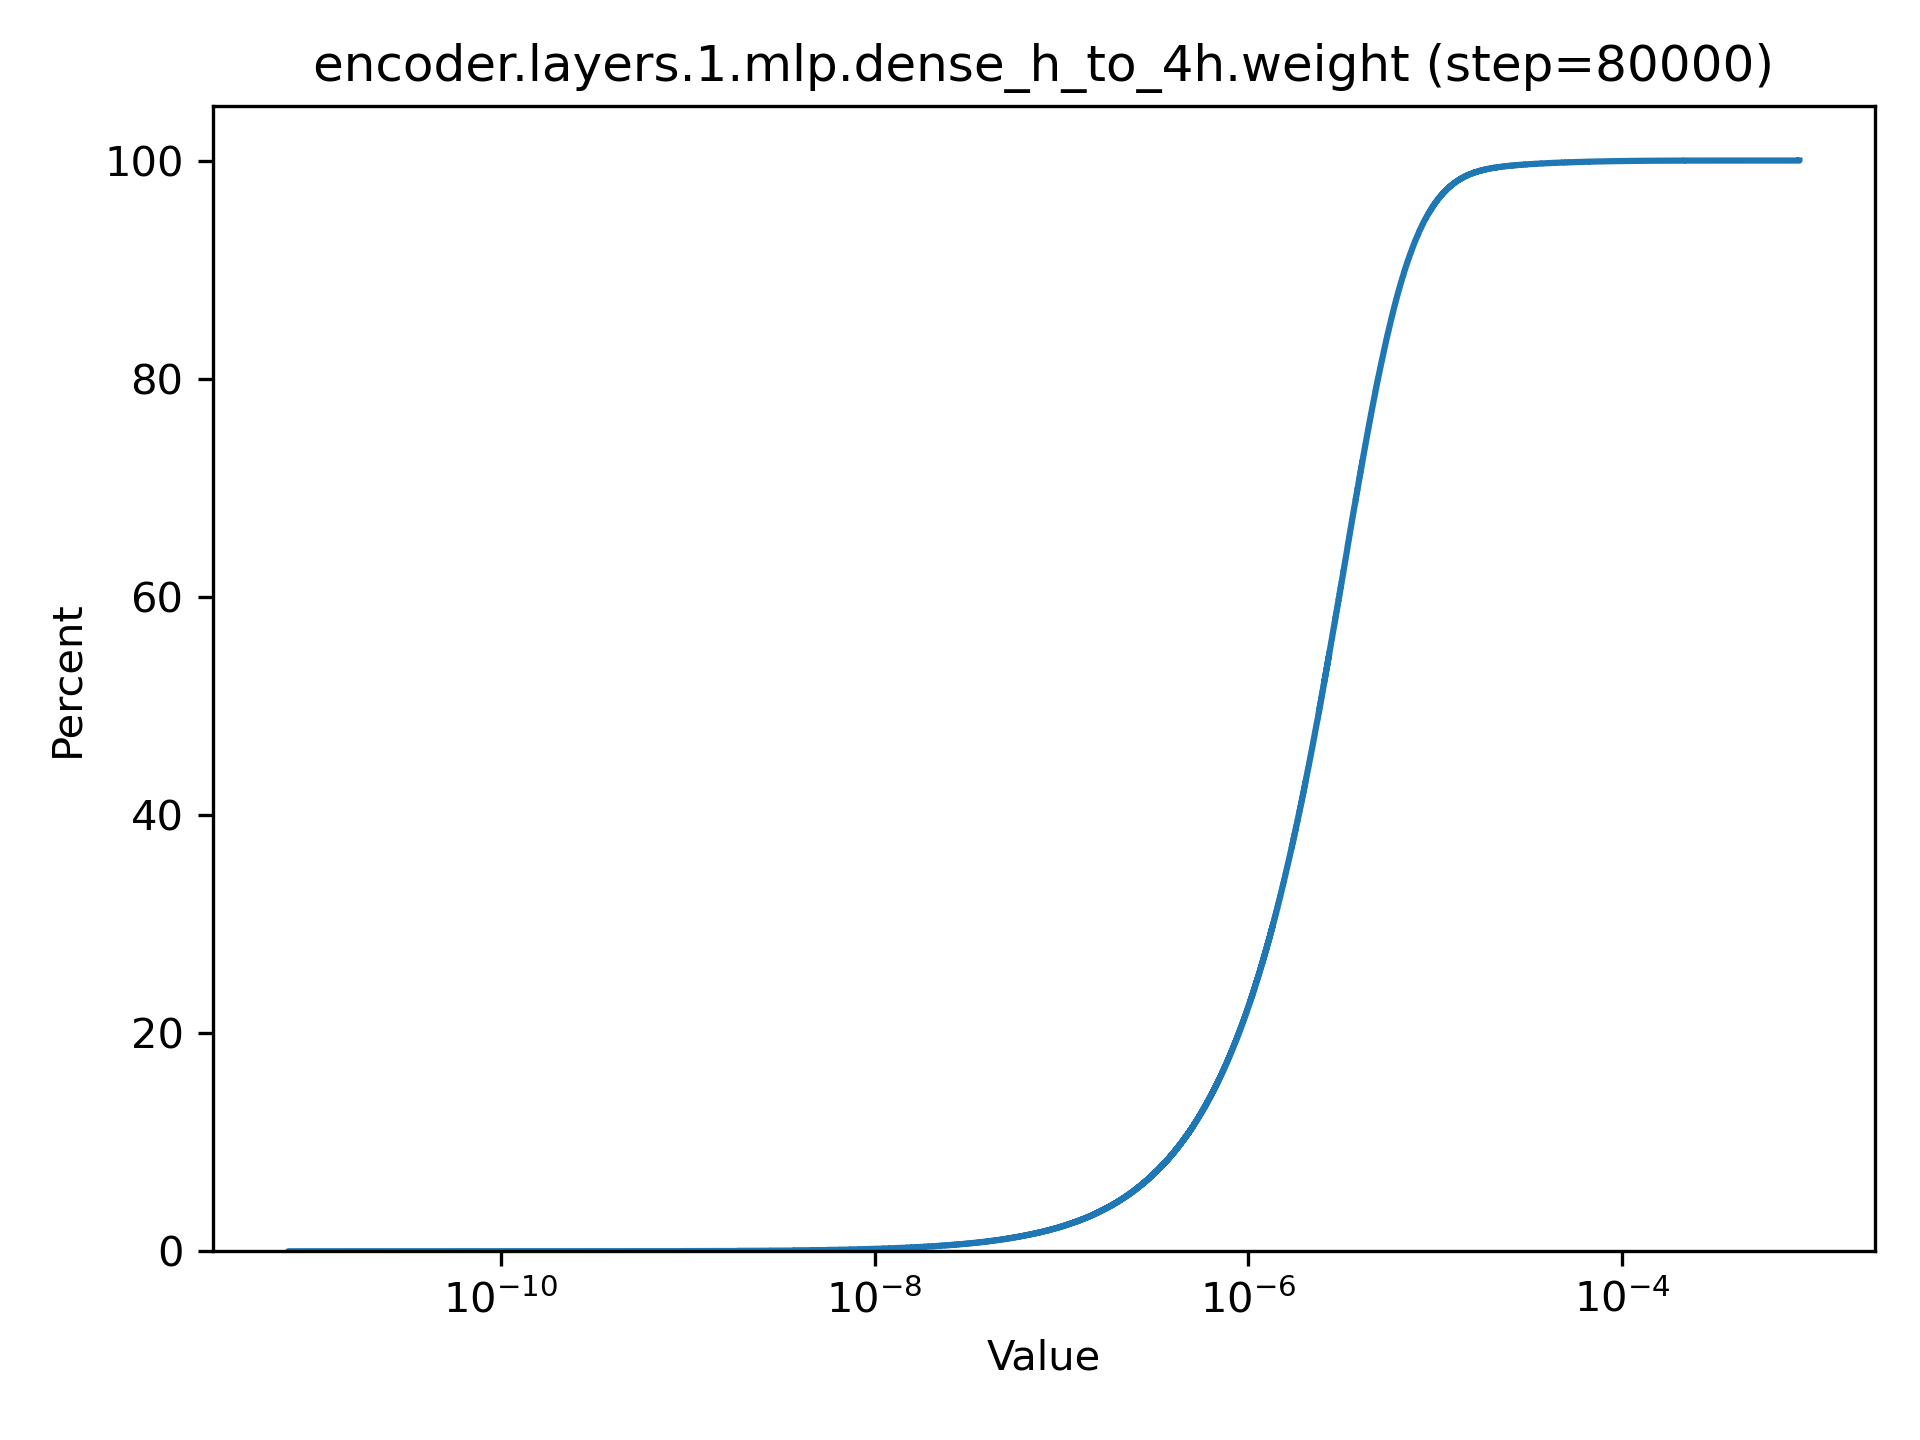 encoder.layers.1.mlp.dense_h_to_4h.weight (step=80000)
100
80
60
40
20
0
Percent
10⁻¹⁰ 10⁻⁸ 10⁻⁶ 10⁻⁴
Value